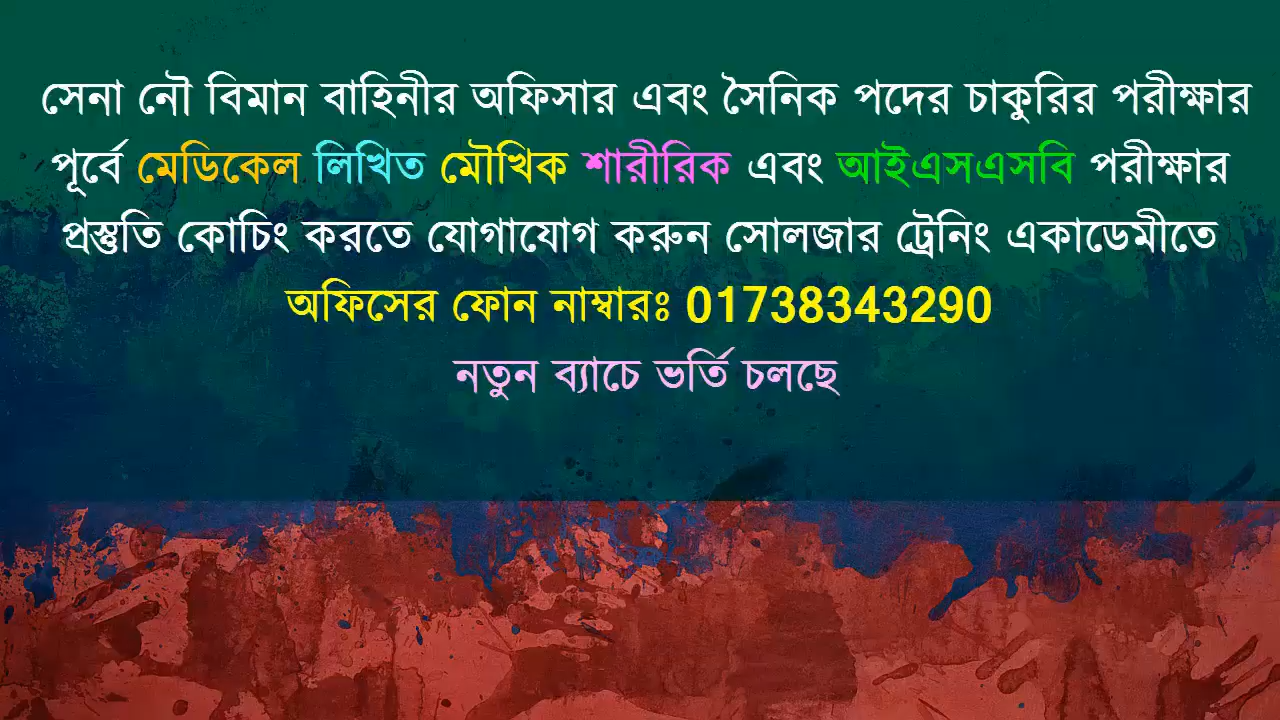 সেনা নৌ বিমান বাহিনীর অফিসার এবং সৈনিক পদের চাকুরির পরীক্ষার
পূর্বে মেডিকেল লিখিত মৌখিক শারীরিক এবং আইএসএসবি পরীক্ষার
প্রস্তুতি কোচিং করতে যোগাযোগ করুন সোলজার ট্রেনিং একাডেমীতে
অফিসের ফোন নাম্বারঃ 01738343290
নতুন ব্যাচে ভর্তি চলছে